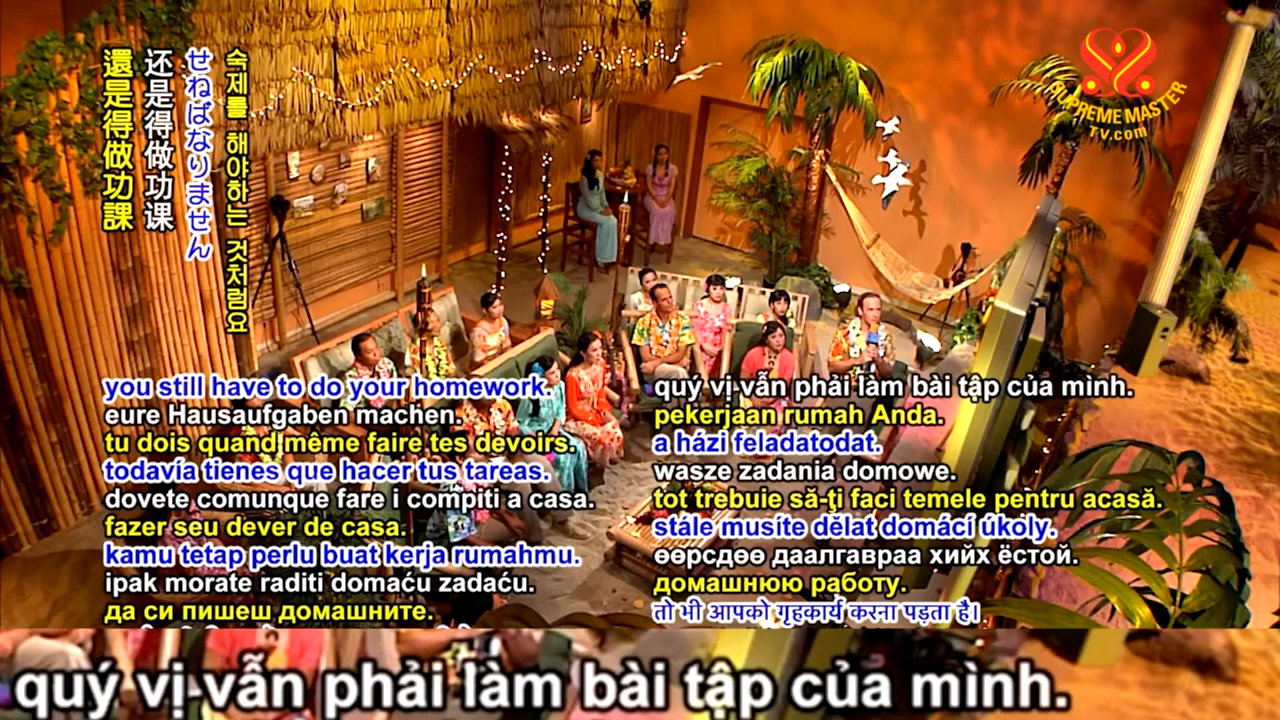 還是得做功課
还是得做功课
せねばなりません
숙제를 해야하는 것처럼요
SUPREME MASTER
TV.com
you still have to do your homework.
eure Hausaufgaben machen.
tu dois quand même faire tes devoirs.
todavía tienes que hacer tus tareas.
dovete comunque fare i compiti a casa.
fazer seu dever de casa.
kamu tetap perlu buat kerja rumahmu.
ipak morate raditi domaću zadaću.
да си пишеш домашните.
quý vị vẫn phải làm bài tập của mình.
pekerjaan rumah Anda.
a házi feladatodat.
wasze zadania domowe.
tot trebuie să-ţi faci temele pentru acasă.
stále musíte dělat domácí úkoly.
өөрсдөө даалгавраа хийх ёстой.
домашнюю работу.
तो भी आपको गृहकार्य करना पड़ता है।
quý vị vẫn phải làm bài tập của mình.